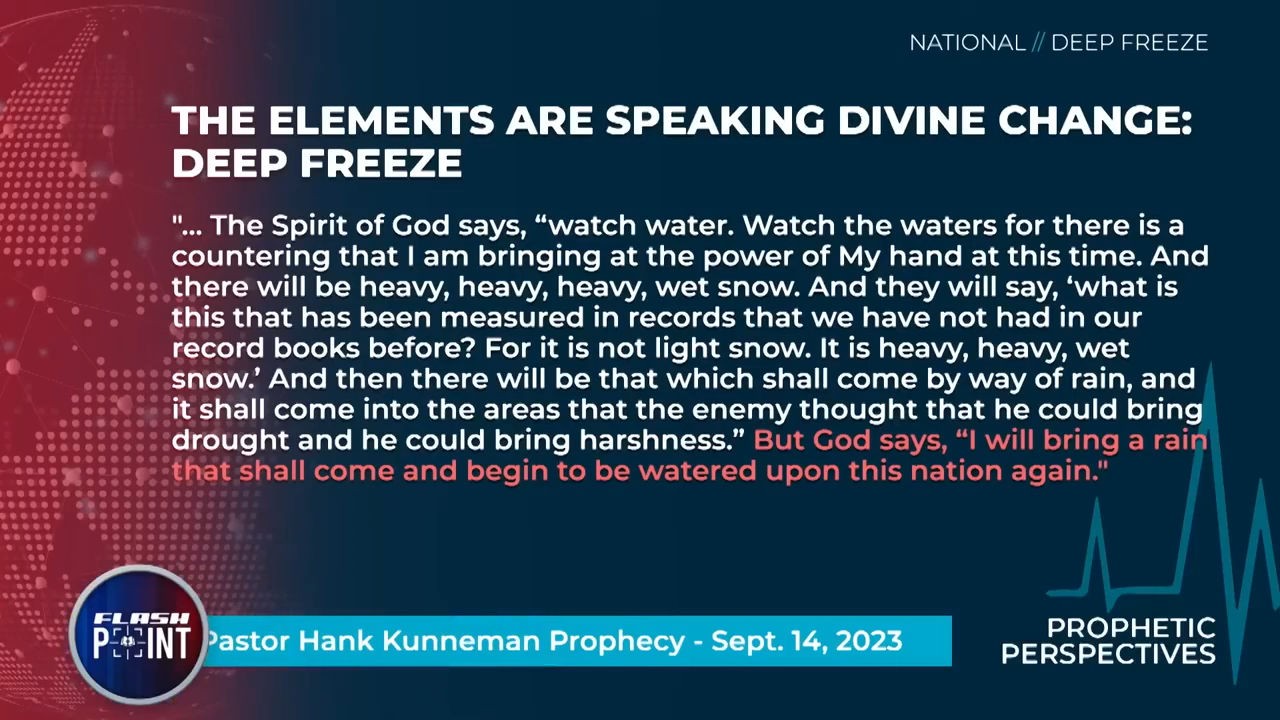 NATIONAL // DEEP FREEZE
THE ELEMENTS ARE SPEAKING DIVINE CHANGE:
DEEP FREEZE
"... The Spirit of God says, “watch water. Watch the waters for there is a
countering that I am bringing at the power of My hand at this time. And
there will be heavy, heavy, heavy, wet snow. And they will say, ‘what is
this that has been measured in records that we have not had in our
record books before? For it is not light snow. It is heavy, heavy, wet
snow.’ And then there will be that which shall come by way of rain, and
it shall come into the areas that the enemy thought that he could bring
drought and he could bring harshness.” But God says, “I will bring a rain
that shall come and begin to be watered upon this nation again."
FLASH
POINT
Pastor Hank Kunneman Prophecy - Sept. 14, 2023
PROPHETIC
PERSPECTIVES